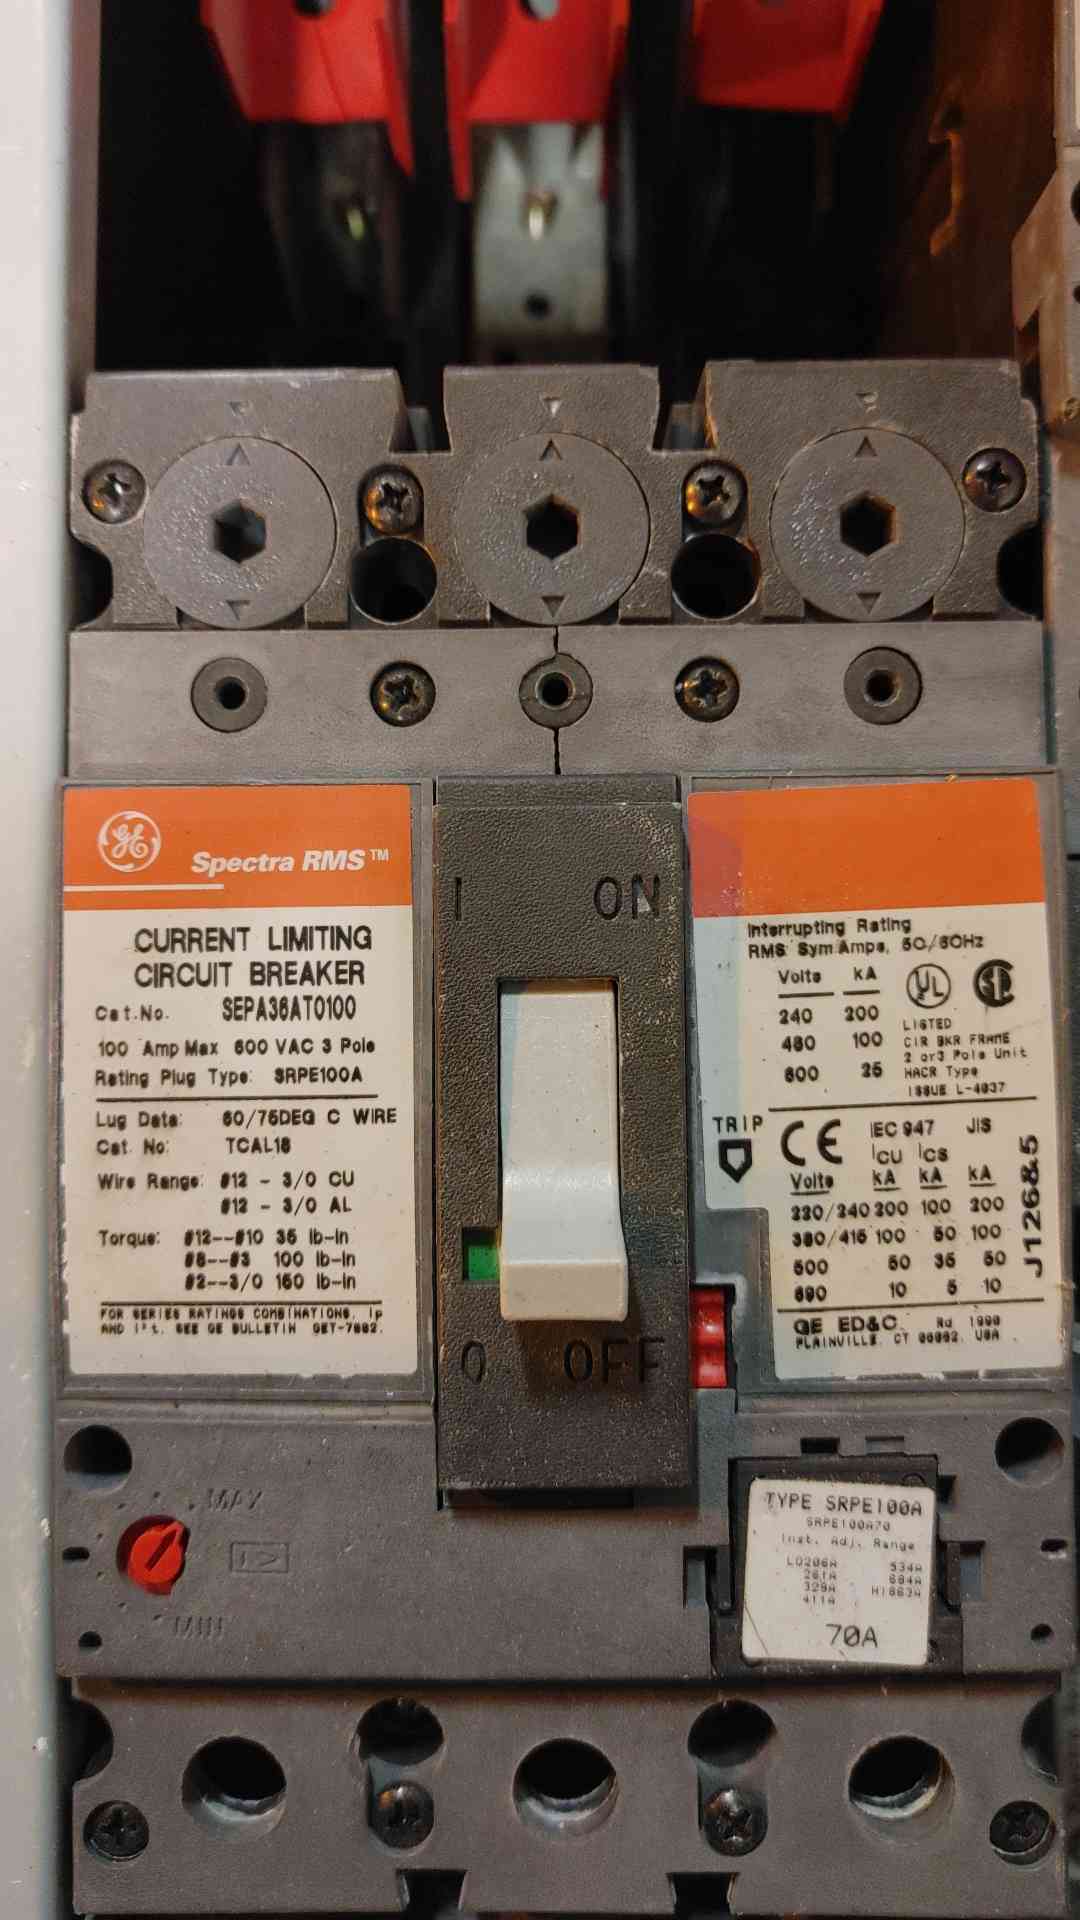 GE
Spectra RMS™
CURRENT LIMITING
CIRCUIT BREAKER
Cat.No. SEPA36AT0100
100 Amp Max 600 VAC 3 Pole
Rating Plug Type: SRPE100A
Lug Data: 60/75DEG C WIRE
Cat. No: TCAL18
Wire Range: #12 - 3/0 CU
#12 - 3/0 AL
Torque: #12--#10 35 lb-in
#8--#3 100 lb-in
#2--3/0 150 lb-in
FOR SERIES RATINGS COMBINATIONS, Ip
AND I²t, SEE GE BULLETIN GET-7002.
I ON
O OFF
Interrupting Rating
RMS Sym Amps, 50/60Hz
Volts kA
240 200
480 100
600 25
UL
LISTED
CIR BKR FRAME
2 or3 Pole Unit
HACR Type
ISSUE L-4937
TRIP
CE IEC 947 JIS
ICU ICS
Volts kA kA kA
220/240 200 100 200
380/415 100 50 100
500 50 35 50
690 10 5 10
J126&5
GE ED&C Rd 1990
PLAINVILLE, CT 06062, USA
MAX
MIN
TYPE SRPE100A
SRPE100A70
Inst. Adj. Range
LO206A 534A
261A 684A
329A HI863A
411A
70A